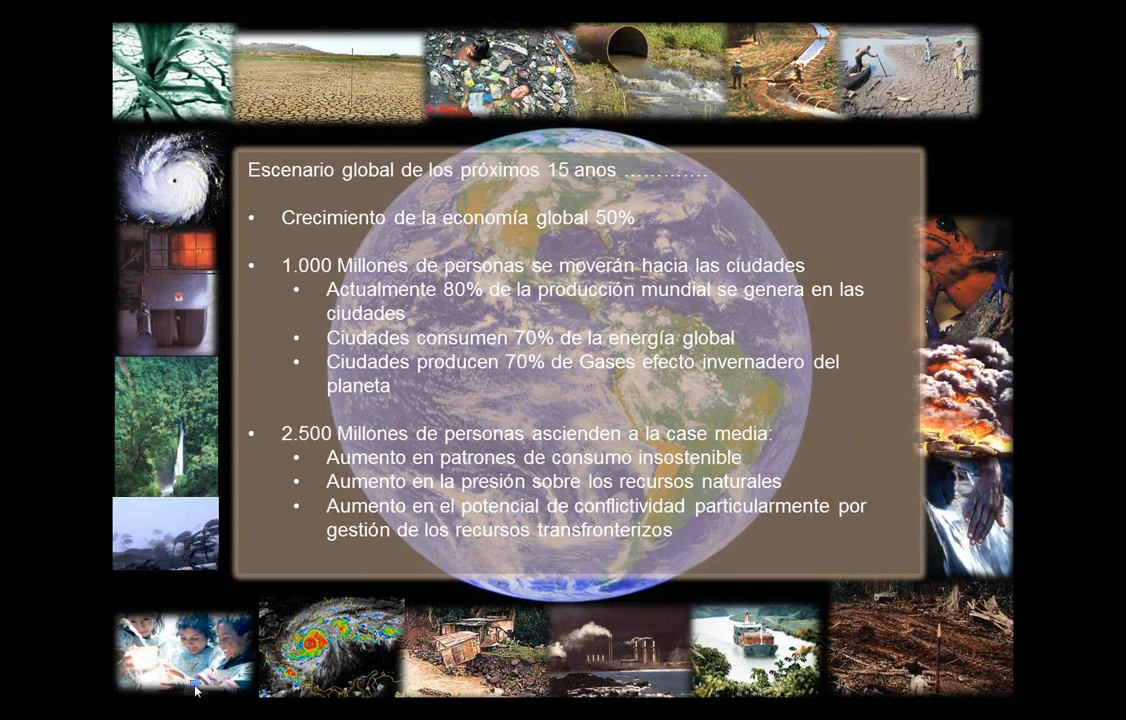 Escenario global de los próximos 15 anos ………….
• Crecimiento de la economía global 50%
• 1.000 Millones de personas se moverán hacia las ciudades
• Actualmente 80% de la producción mundial se genera en las
ciudades
• Ciudades consumen 70% de la energía global
• Ciudades producen 70% de Gases efecto invernadero del
planeta
• 2.500 Millones de personas ascienden a la case media:
• Aumento en patrones de consumo insostenible
• Aumento en la presión sobre los recursos naturales
• Aumento en el potencial de conflictividad particularmente por
gestión de los recursos transfronterizos